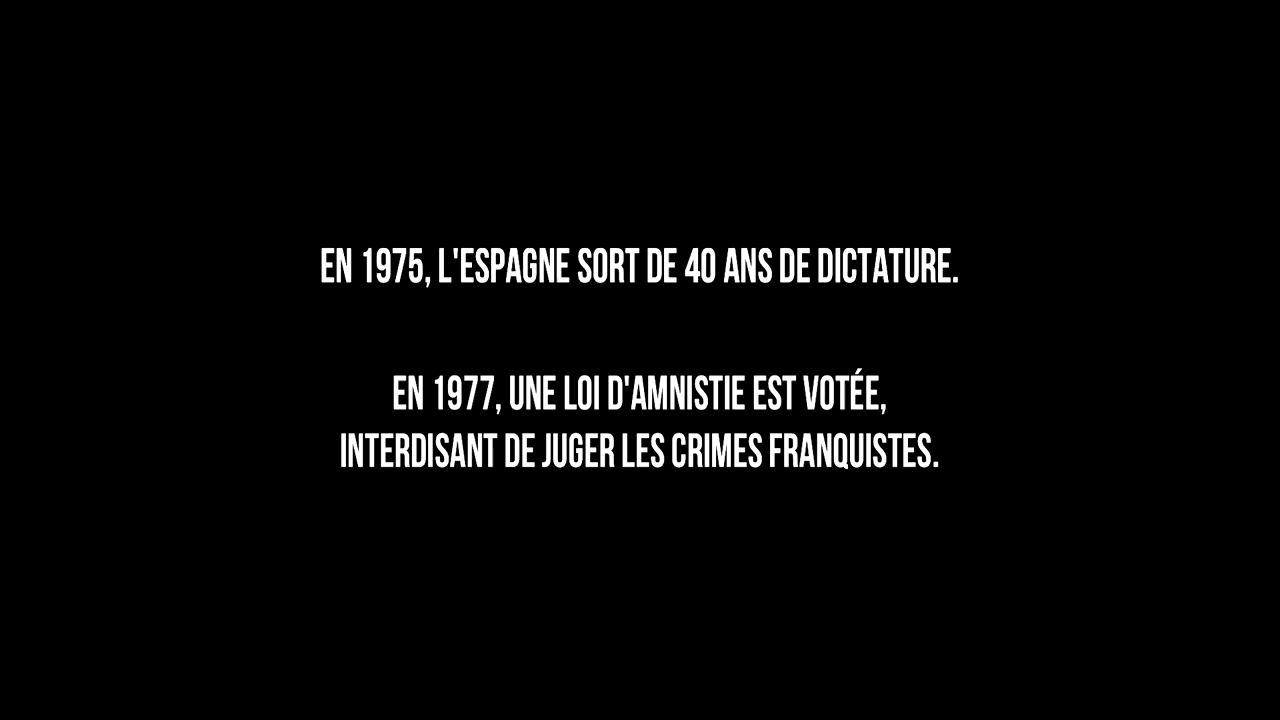 EN 1975, L'ESPAGNE SORT DE 40 ANS DE DICTATURE.
EN 1977, UNE LOI D'AMNISTIE EST VOTÉE,
INTERDISANT DE JUGER LES CRIMES FRANQUISTES.